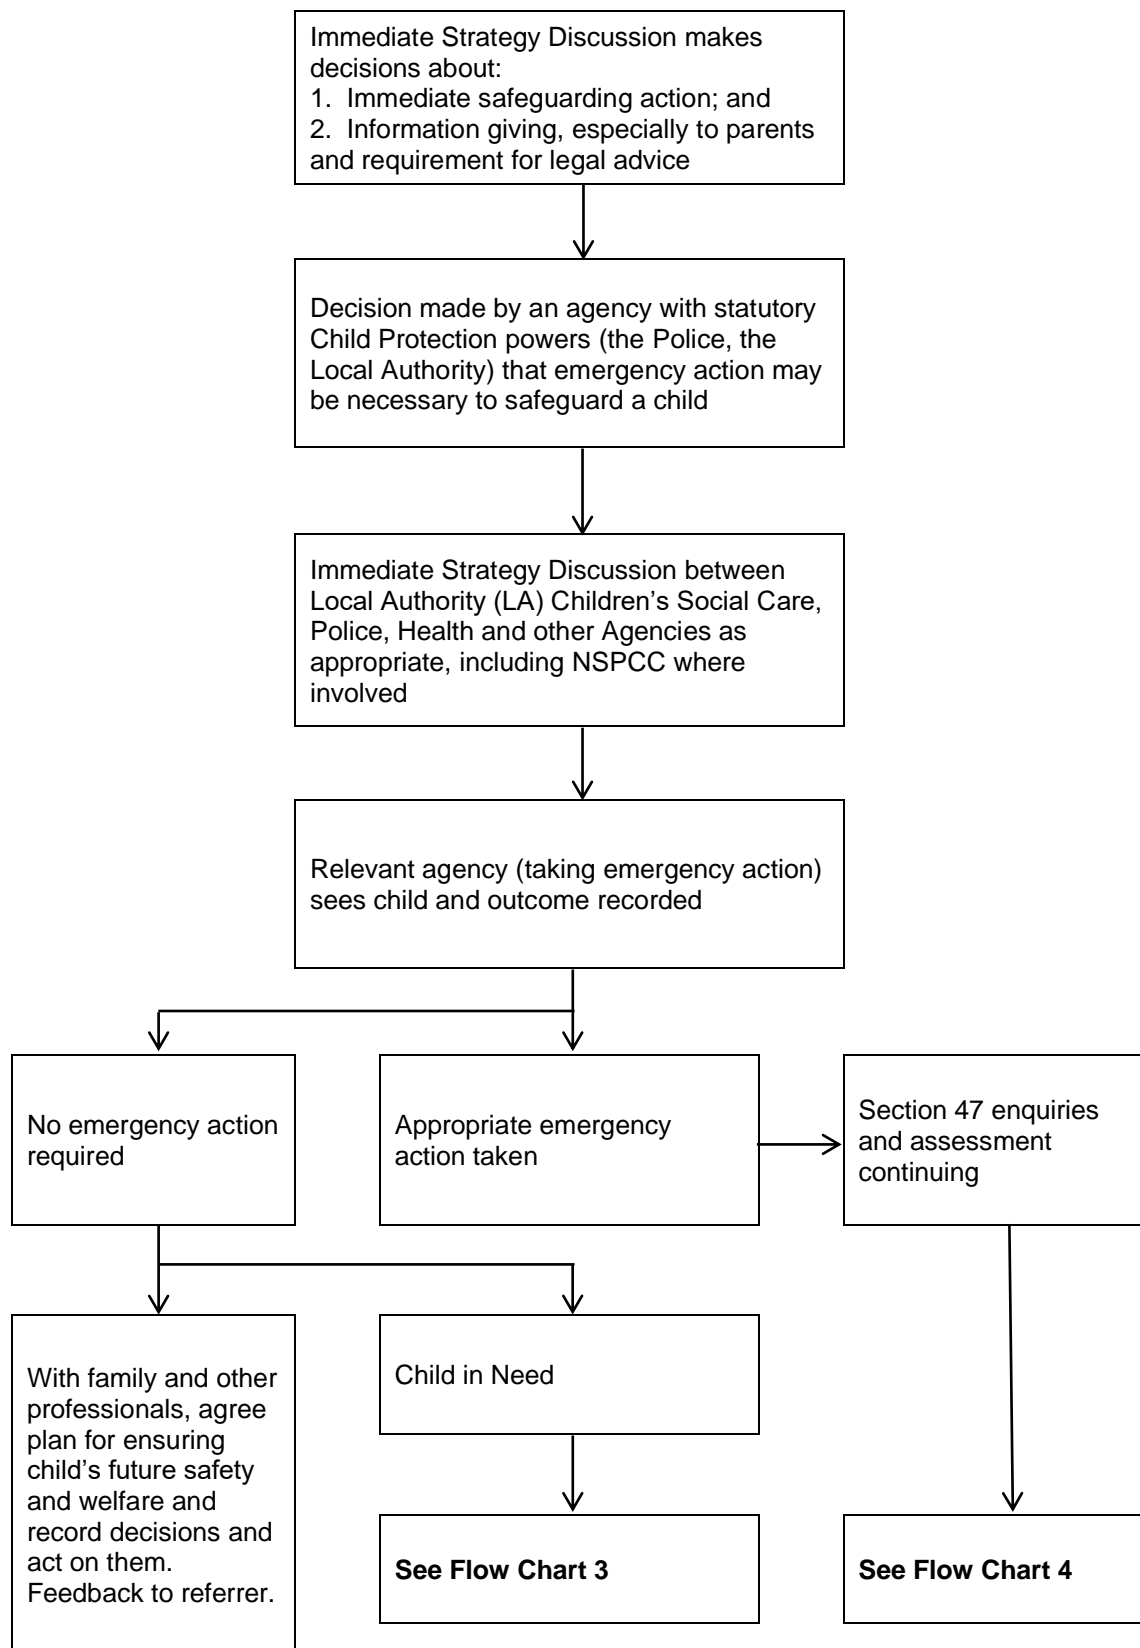 Immediate Strategy Discussion makes
decisions about:
1. Immediate safeguarding action; and
2. Information giving, especially to parents
and requirement for legal advice
Decision made by an agency with statutory
Child Protection powers (the Police, the
Local Authority) that emergency action may
be necessary to safeguard a child
Immediate Strategy Discussion between
Local Authority (LA) Children’s Social Care,
Police, Health and other Agencies as
appropriate, including NSPCC where
involved
Relevant agency (taking emergency action)
sees child and outcome recorded
No emergency action
required
Appropriate emergency
action taken
Section 47 enquiries
and assessment
continuing
With family and other
professionals, agree
plan for ensuring
child’s future safety
and welfare and
record decisions and
act on them.
Feedback to referrer.
Child in Need
See Flow Chart 3
See Flow Chart 4